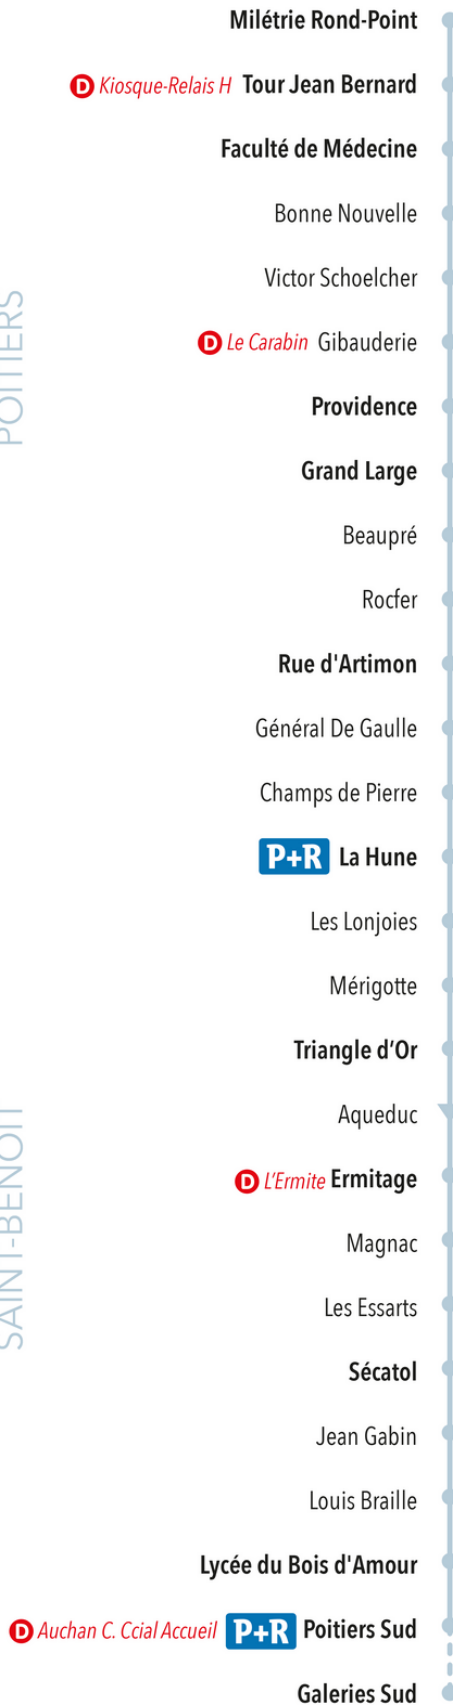 Milétrie Rond-Point
D Kiosque-Relais H Tour Jean Bernard
Faculté de Médecine
Bonne Nouvelle
Victor Schoelcher
D Le Carabin Gibauderie
Providence
Grand Large
Beaupré
Rocfer
Rue d'Artimon
Général De Gaulle
Champs de Pierre
P+R La Hune
Les Lonjoies
Mérigotte
Triangle d’Or
Aqueduc
D L’Ermite Ermitage
Magnac
Les Essarts
Sécatol
Jean Gabin
Louis Braille
Lycée du Bois d'Amour
D Auchan C. Ccial Accueil P+R Poitiers Sud
Galeries Sud
POITIERS
SAINT-BENOIT